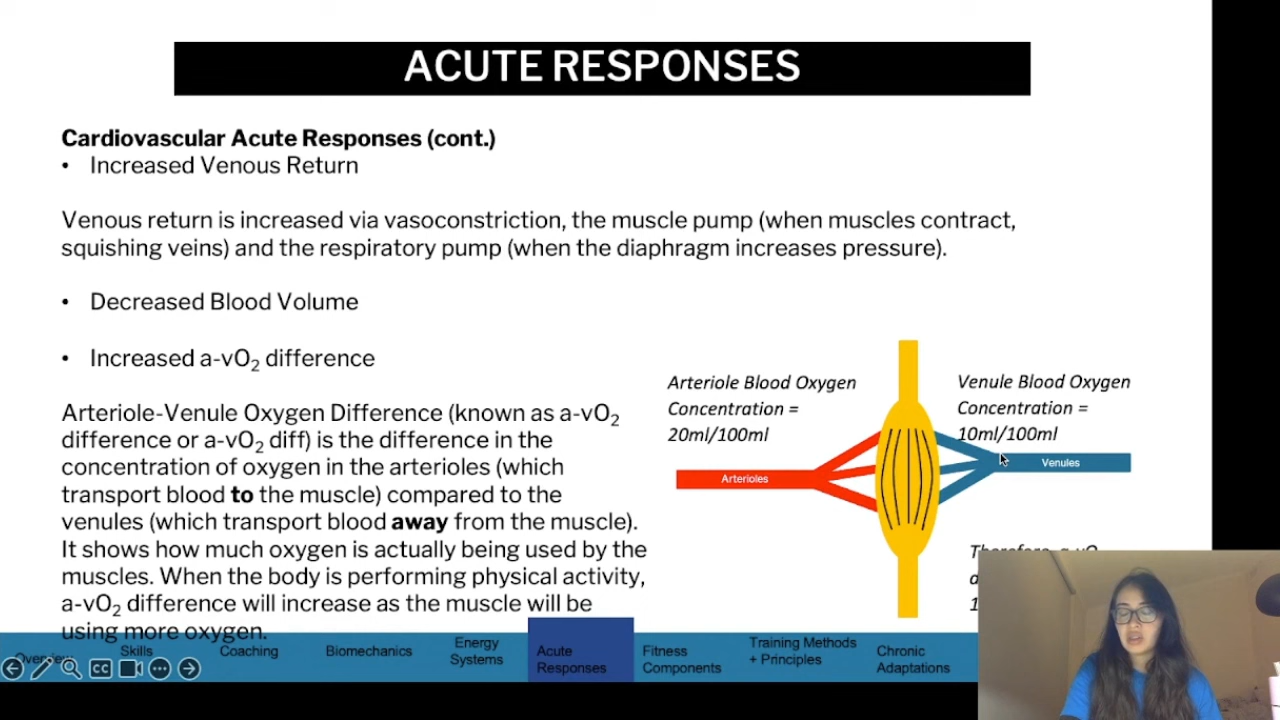 ACUTE RESPONSES
Cardiovascular Acute Responses (cont.)
• Increased Venous Return
Venous return is increased via vasoconstriction, the muscle pump (when muscles contract,
squishing veins) and the respiratory pump (when the diaphragm increases pressure).
• Decreased Blood Volume
• Increased a-vO₂ difference
Arteriole-Venule Oxygen Difference (known as a-vO₂
difference or a-vO₂ diff) is the difference in the
concentration of oxygen in the arterioles (which
transport blood to the muscle) compared to the
venules (which transport blood away from the muscle).
It shows how much oxygen is actually being used by the
muscles. When the body is performing physical activity,
a-vO₂ difference will increase as the muscle will be
using more oxygen.
Arteriole Blood Oxygen
Concentration =
20ml/100ml
Arterioles
Venule Blood Oxygen
Concentration =
10ml/100ml
Venules
Therefore, a-vO
Overview
Skills
Coaching
Biomechanics
Energy
Systems
Acute
Responses
Fitness
Components
Training Methods
+ Principles
Chronic
Adaptations
CC